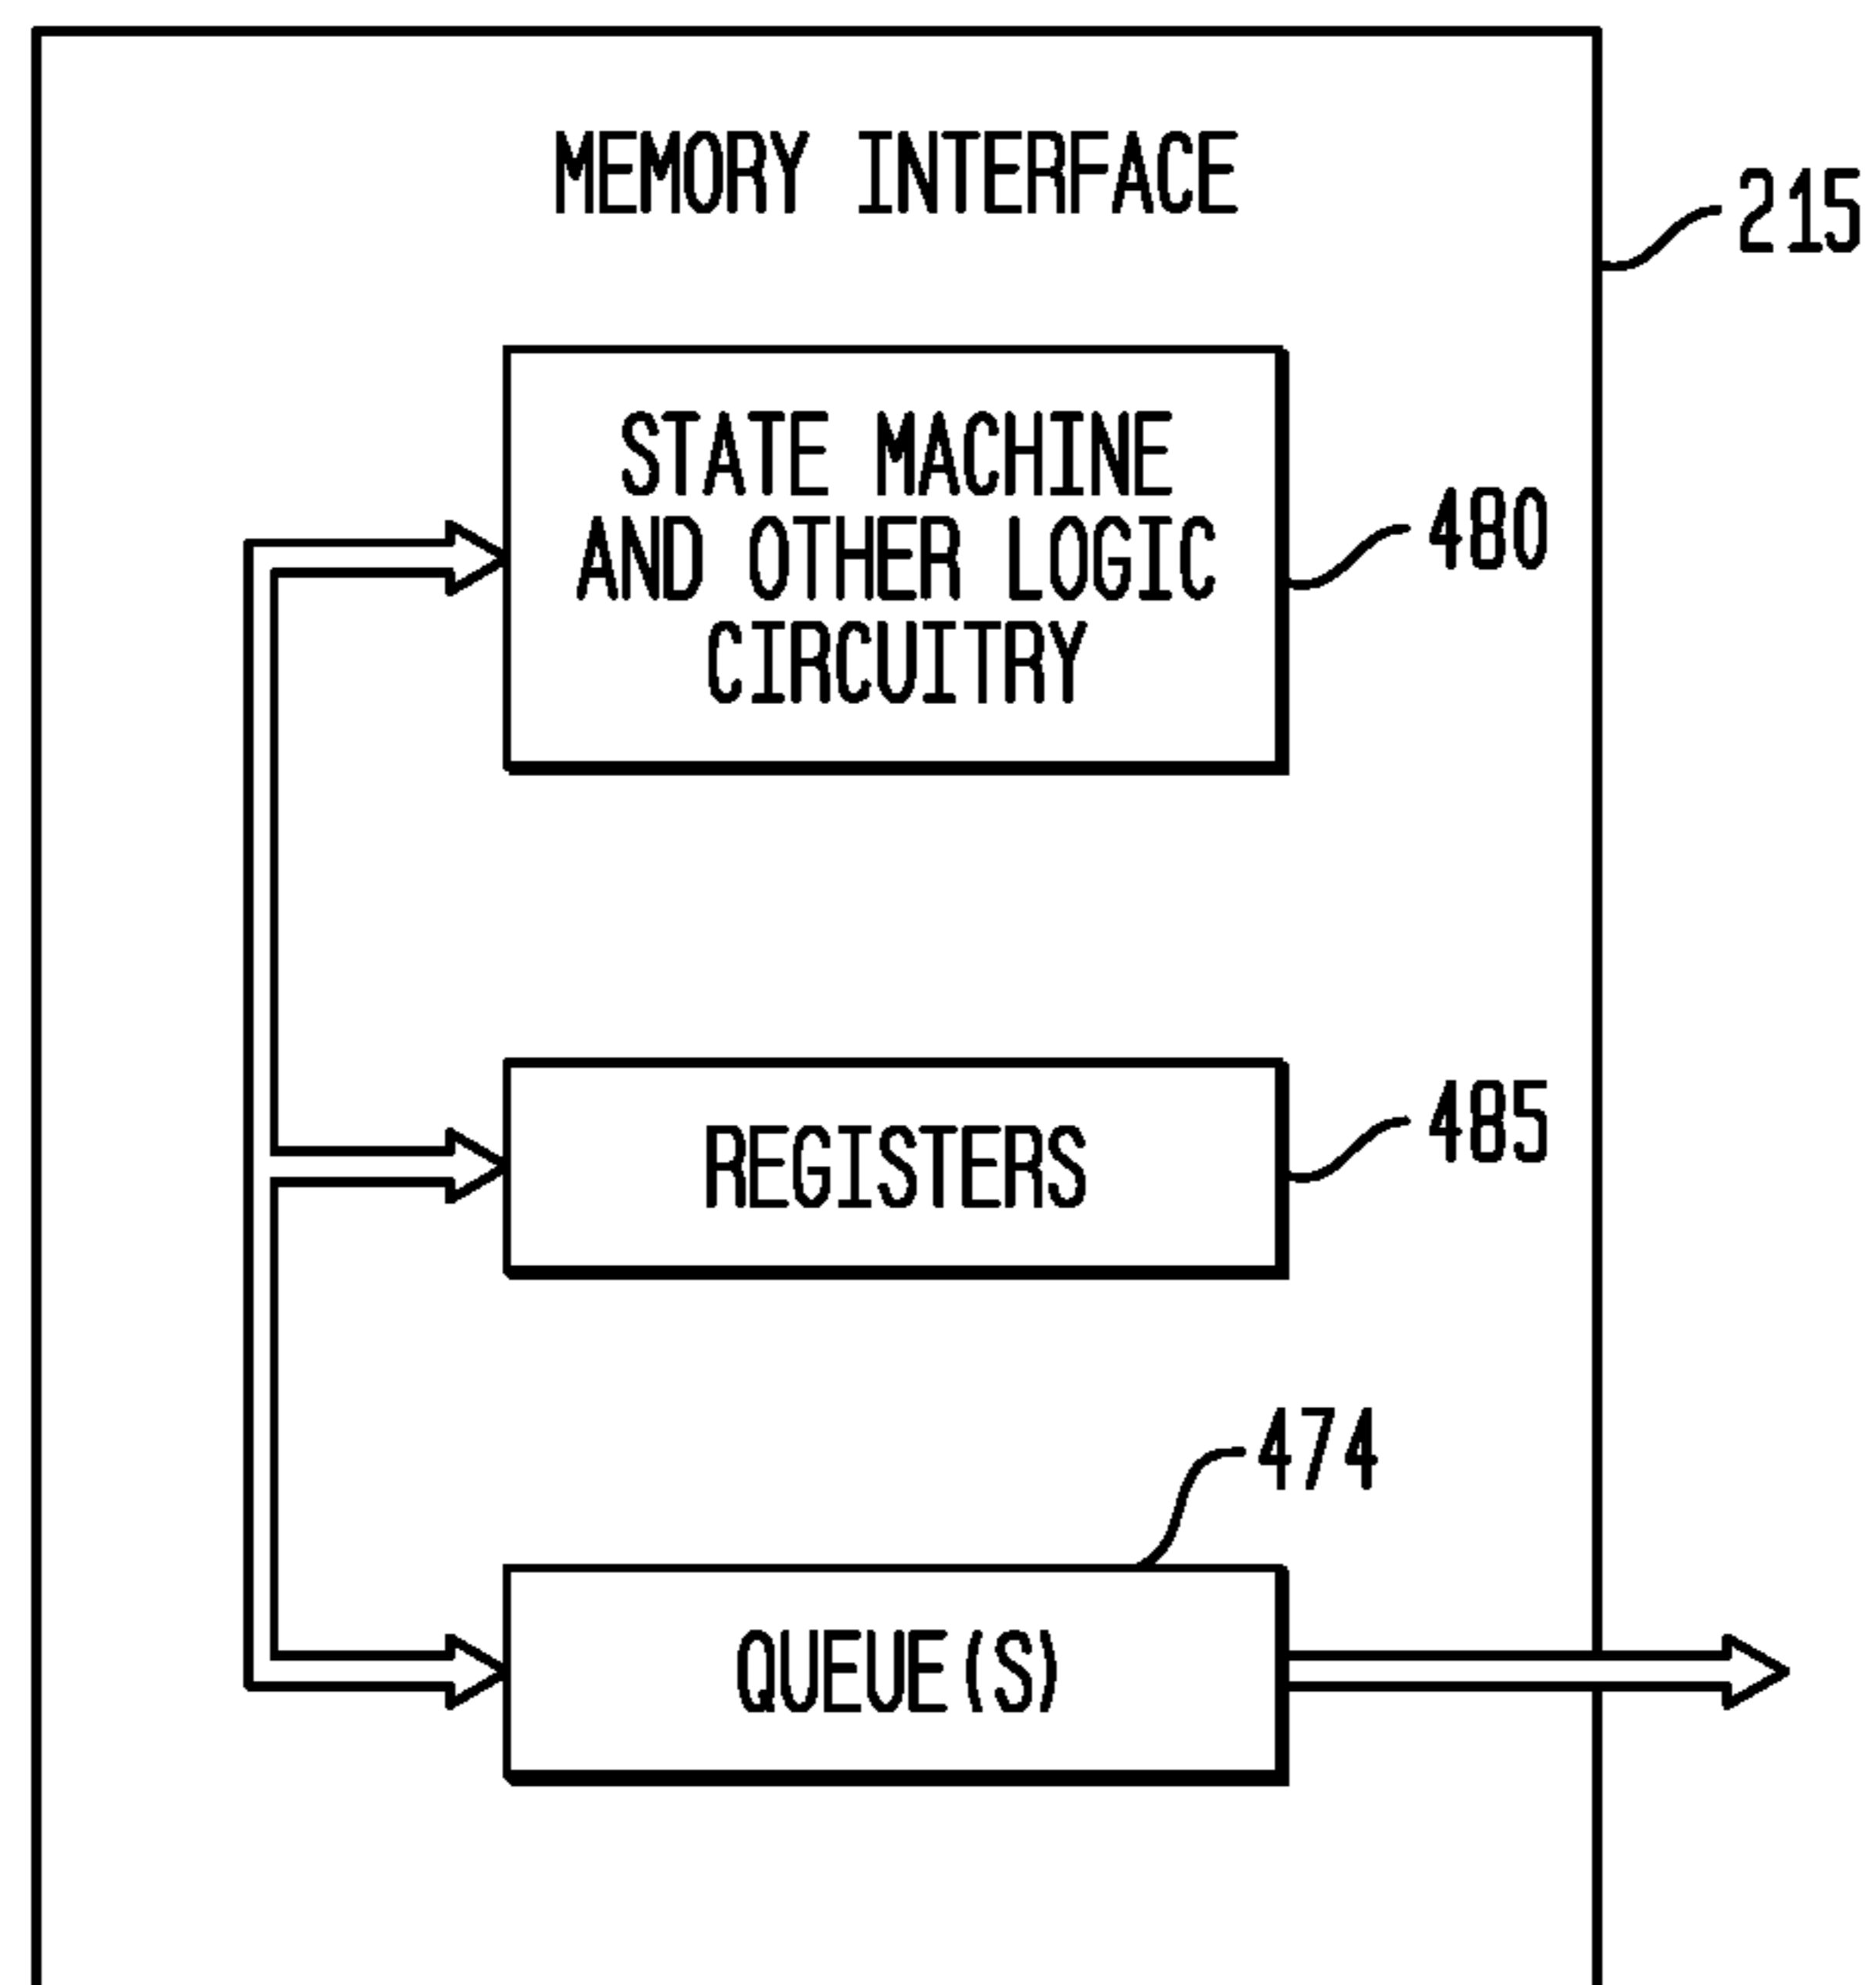 MEMORY INTERFACE
215
STATE MACHINE
AND OTHER LOGIC
CIRCUITRY
480
REGISTERS
485
474
QUEUE(S)